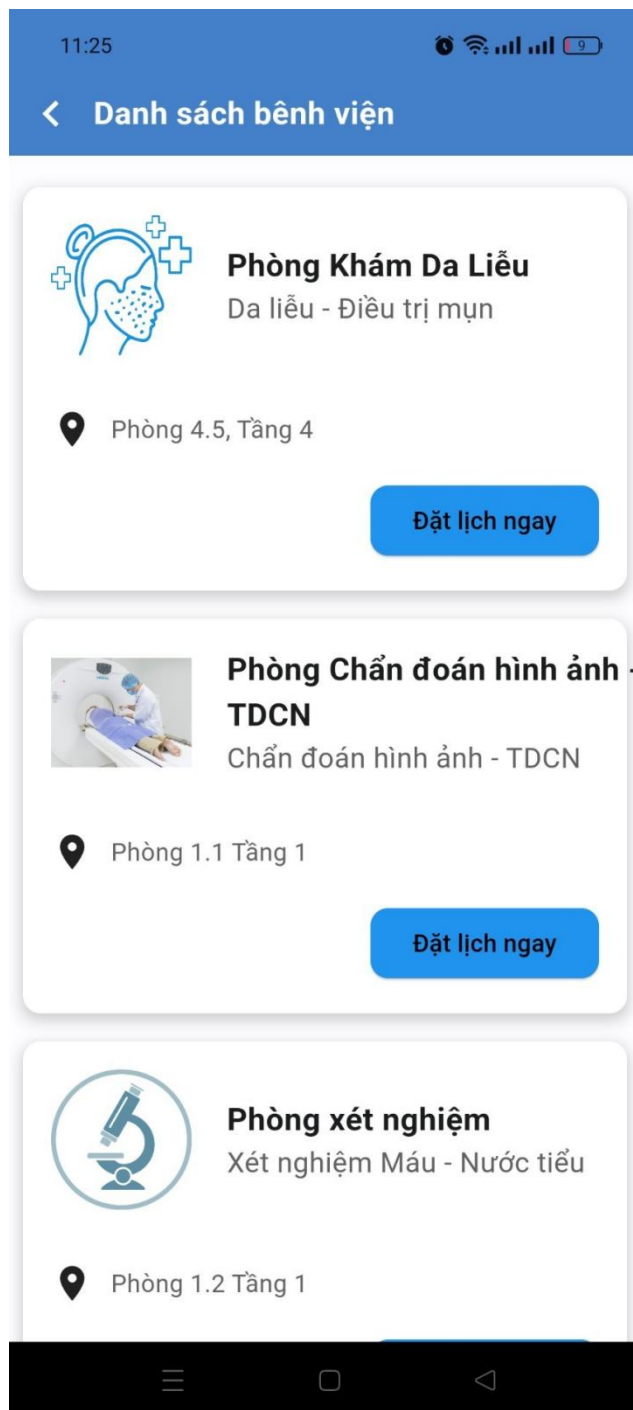 11:25
9
Danh sách bênh viện
Phòng Khám Da Liễu
Da liễu - Điều trị mụn
Phòng 4.5, Tầng 4
Đặt lịch ngay
Phòng Chẩn đoán hình ảnh -
TDCN
Chẩn đoán hình ảnh - TDCN
Phòng 1.1 Tầng 1
Đặt lịch ngay
Phòng xét nghiệm
Xét nghiệm Máu - Nước tiểu
Phòng 1.2 Tầng 1